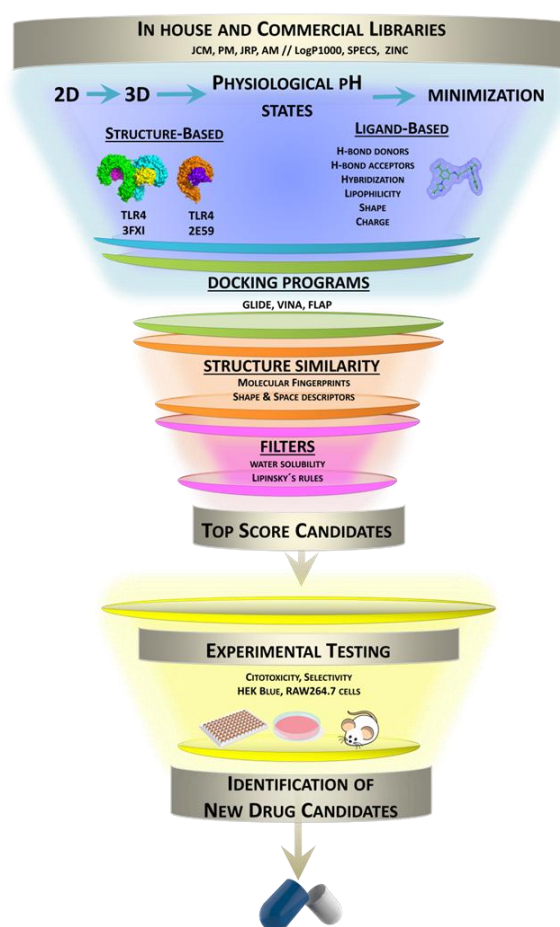 IN HOUSE AND COMMERCIAL LIBRARIES
JCM, PM, JRP, AM // LogP1000, SPECS, ZINC
2D 3D PHYSIOLOGICAL PH MINIMIZATION
STATES
STRUCTURE-BASED
LIGAND-BASED
H-BOND DONORS
H-BOND ACCEPTORS
HYBRIDIZATION
LIPOPHILICITY
SHAPE
CHARGE
TLR4 TLR4
3FXI 2E59
DOCKING PROGRAMS
GLIDE, VINA, FLAP
STRUCTURE SIMILARITY
MOLECULAR FINGERPRINTS
SHAPE & SPACE DESCRIPTORS
FILTERS
WATER SOLUBILITY
LIPINSKY´S RULES
TOP SCORE CANDIDATES
EXPERIMENTAL TESTING
CITOTOXICITY, SELECTIVITY
HEK BLUE, RAW264.7 CELLS
IDENTIFICATION OF
NEW DRUG CANDIDATES